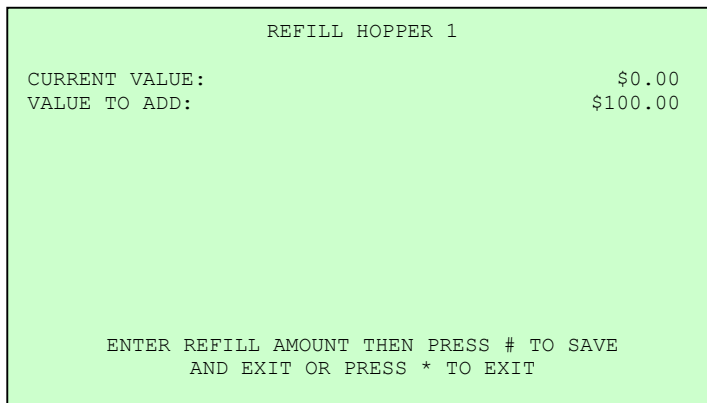 REFILL HOPPER 1
CURRENT VALUE: $0.00
VALUE TO ADD: $100.00
ENTER REFILL AMOUNT THEN PRESS # TO SAVE
AND EXIT OR PRESS * TO EXIT